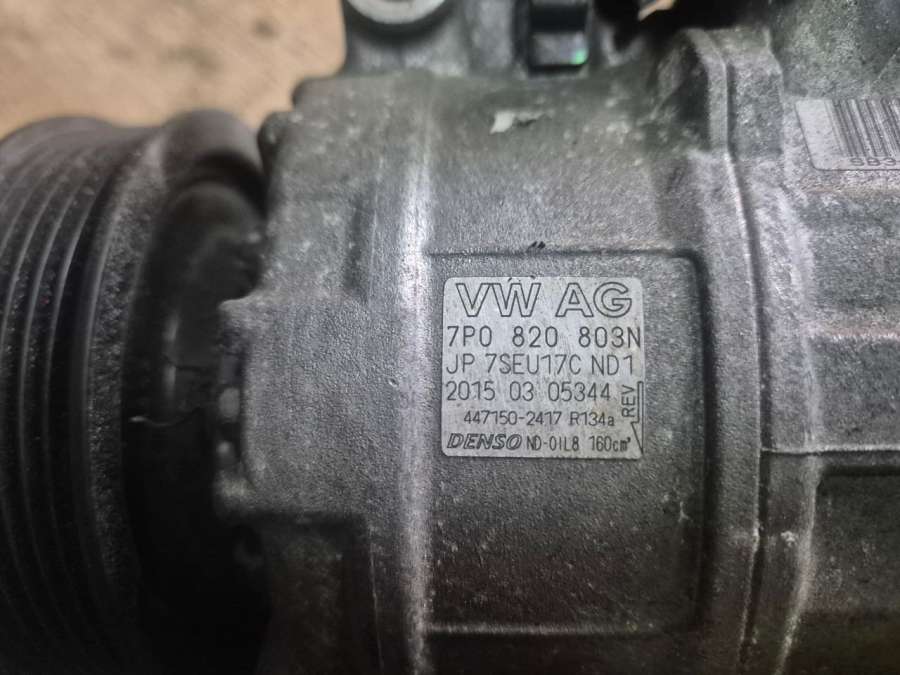 SB3
VW AG
7P0 820 803N
JP 7SEU17C ND1
2015 03 05344
REV
447150-2417 R134a
DENSO ND-OIL8 160cm³